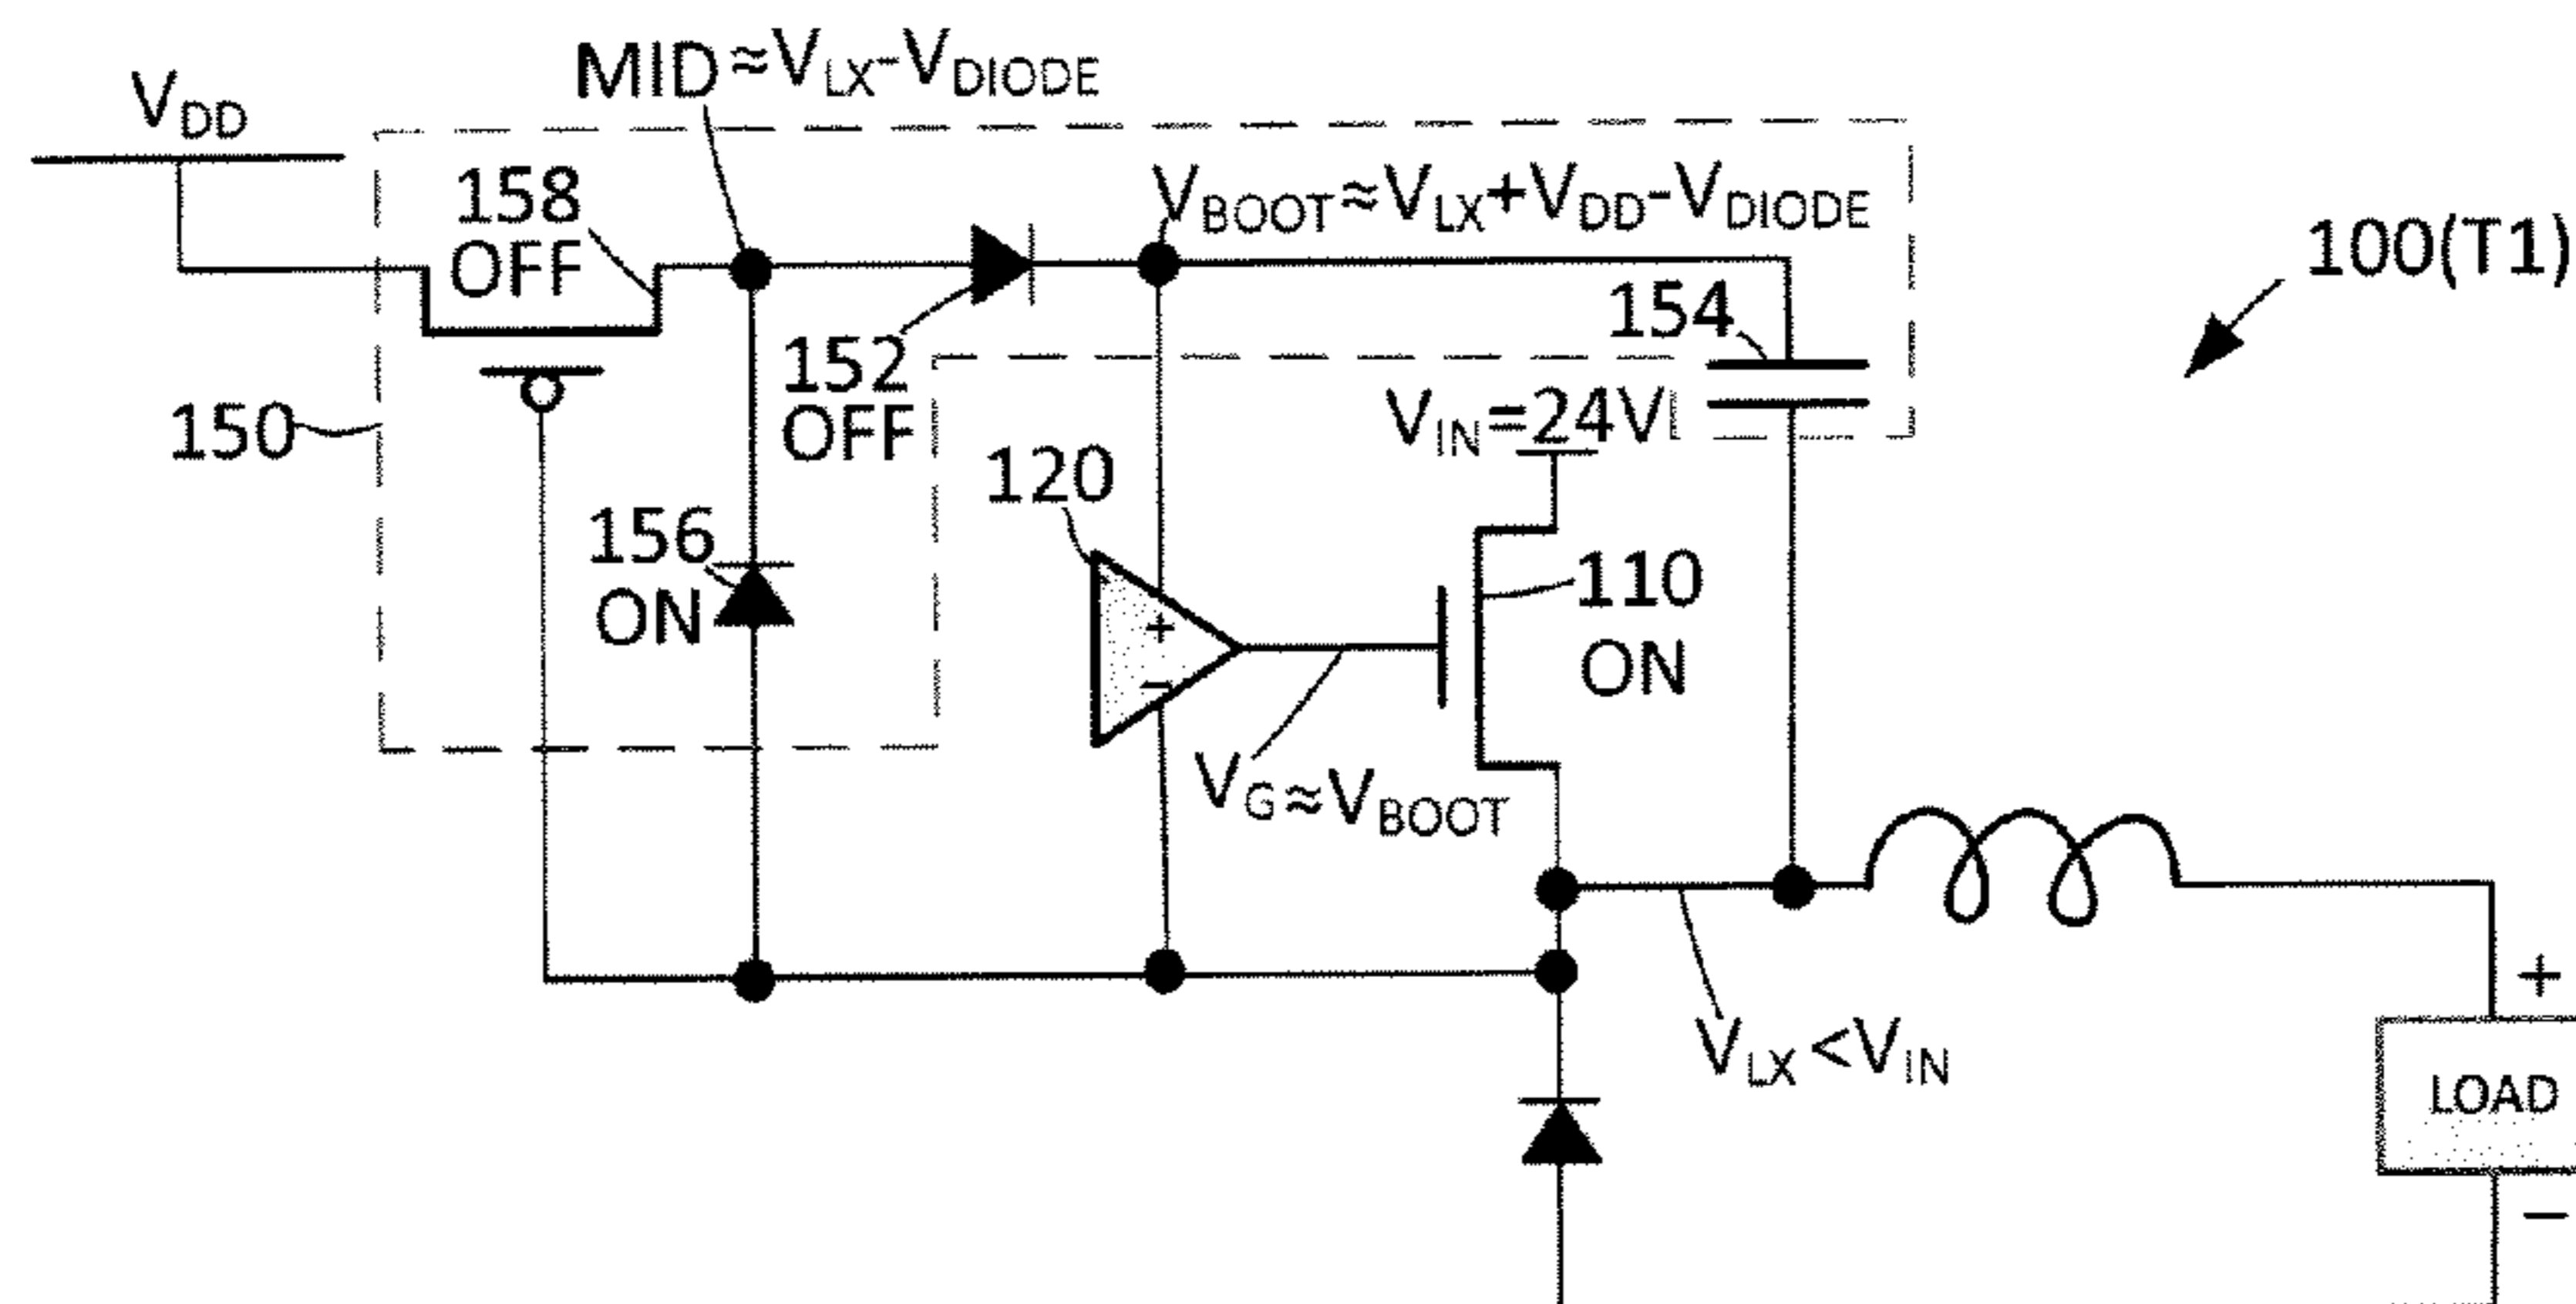 MID≈VLX-VDIODE
VDD
158
OFF
VBOOT≈VLX+VDD-VDIODE
100(T1)
154
152
OFF
150
VIN=24V
120
156
ON
110
ON
+
-
VG≈VBOOT
VLX<VIN
+
LOAD
-